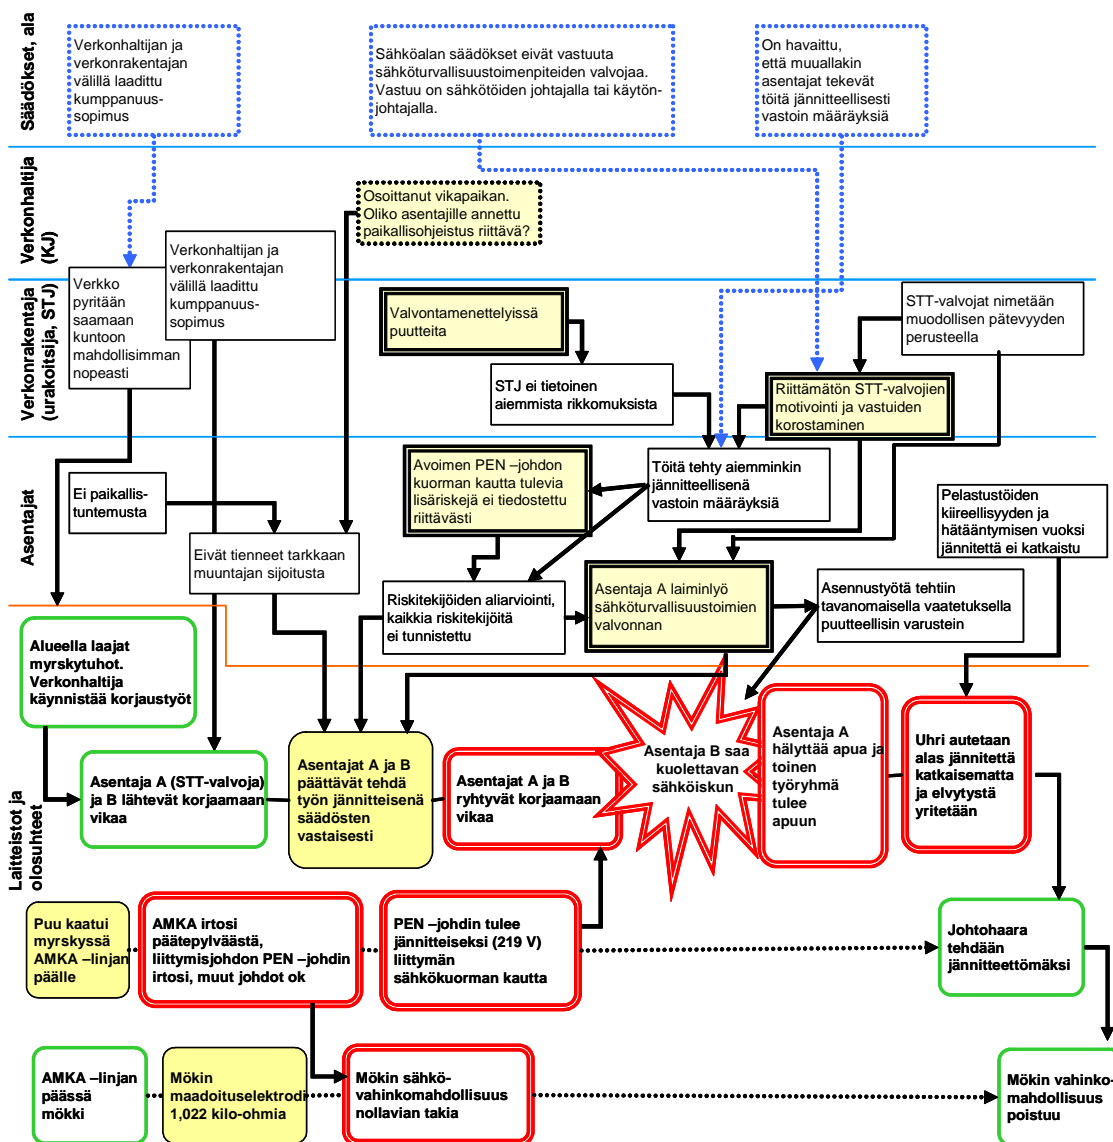 Säädökset, ala
Verkonhaltijan ja
verkonrakentajan
välillä laadittu
kumppanuus-
sopimus
Sähköalan säädökset eivät vastuuta
sähköturvallisuustoimenpiteiden valvojaa.
Vastuu on sähkötöiden johtajalla tai käytön-
johtajalla.
On havaittu,
että muuallakin
asentajat tekevät
töitä jännitteellisesti
vastoin määräyksiä
Verkonhaltija
(KJ)
Osoittanut vikapaikan.
Oliko asentajille annettu
paikallisohjeistus riittävä?
Verkonhaltijan ja
verkonrakentajan
välillä laadittu
kumppanuus-
sopimus
Verkonrakentaja
(urakoitsija, STJ)
Verkko
pyritään
saamaan
kuntoon
mahdollisimman
nopeasti
Valvontamenettelyissä
puutteita
STT-valvojat nimetään
muodollisen pätevyyden
perusteella
STJ ei tietoinen
aiemmista rikkomuksista
Riittämätön STT-valvojien
motivointi ja vastuiden
korostaminen
Asentajat
Ei paikallis-
tuntemusta
Avoimen PEN –johdon
kuorman kautta tulevia
lisäriskejä ei tiedostettu
riittävästi
Töitä tehty aiemminkin
jännitteellisenä
vastoin määräyksiä
Pelastustöiden
kiireellisyyden ja
hätääntymisen vuoksi
jännitettä ei katkaistu
Eivät tienneet tarkkaan
muuntajan sijoitusta
Riskitekijöiden aliarviointi,
kaikkia riskitekijöitä
ei tunnistettu
Asentaja A laiminlyö
sähköturvallisuustoimien
valvonnan
Asennustyötä tehtiin
tavanomaisella vaatetuksella
puutteellisin varustein
Laitteistot ja
olosuhteet
Alueella laajat
myrskytuhot.
Verkonhaltija
käynnistää korjaustyöt
Asentaja A (STT-valvoja)
ja B lähtevät korjaamaan
vikaa
Asentajat A ja B
päättävät tehdä
työn jännitteisenä
säädösten
vastaisesti
Asentajat A ja B
ryhtyvät korjaamaan
vikaa
Asentaja B saa
kuolettavan
sähköiskun
Asentaja A
hälyttää apua ja
toinen
työryhmä
tulee
apuun
Uhri autetaan
alas jännitettä
katkaisematta
ja elvytystä
yritetään
Puu kaatui
myrskyssä
AMKA –linjan
päälle
AMKA irtosi
päätepylväästä,
liittymisjohdon PEN –johdin
irtosi, muut johdot ok
PEN –johdin tulee
jännitteiseksi (219 V)
liittymän
sähkökuorman kautta
Johtohaara
tehdään
jännitteettömäksi
AMKA –linjan
päässä
mökki
Mökin
maadoituselektrodi
1,022 kilo-ohmia
Mökin sähkö-
vahinkomahdollisuus
nollavian takia
Mökin vahinko-
mahdollisuus
poistuu